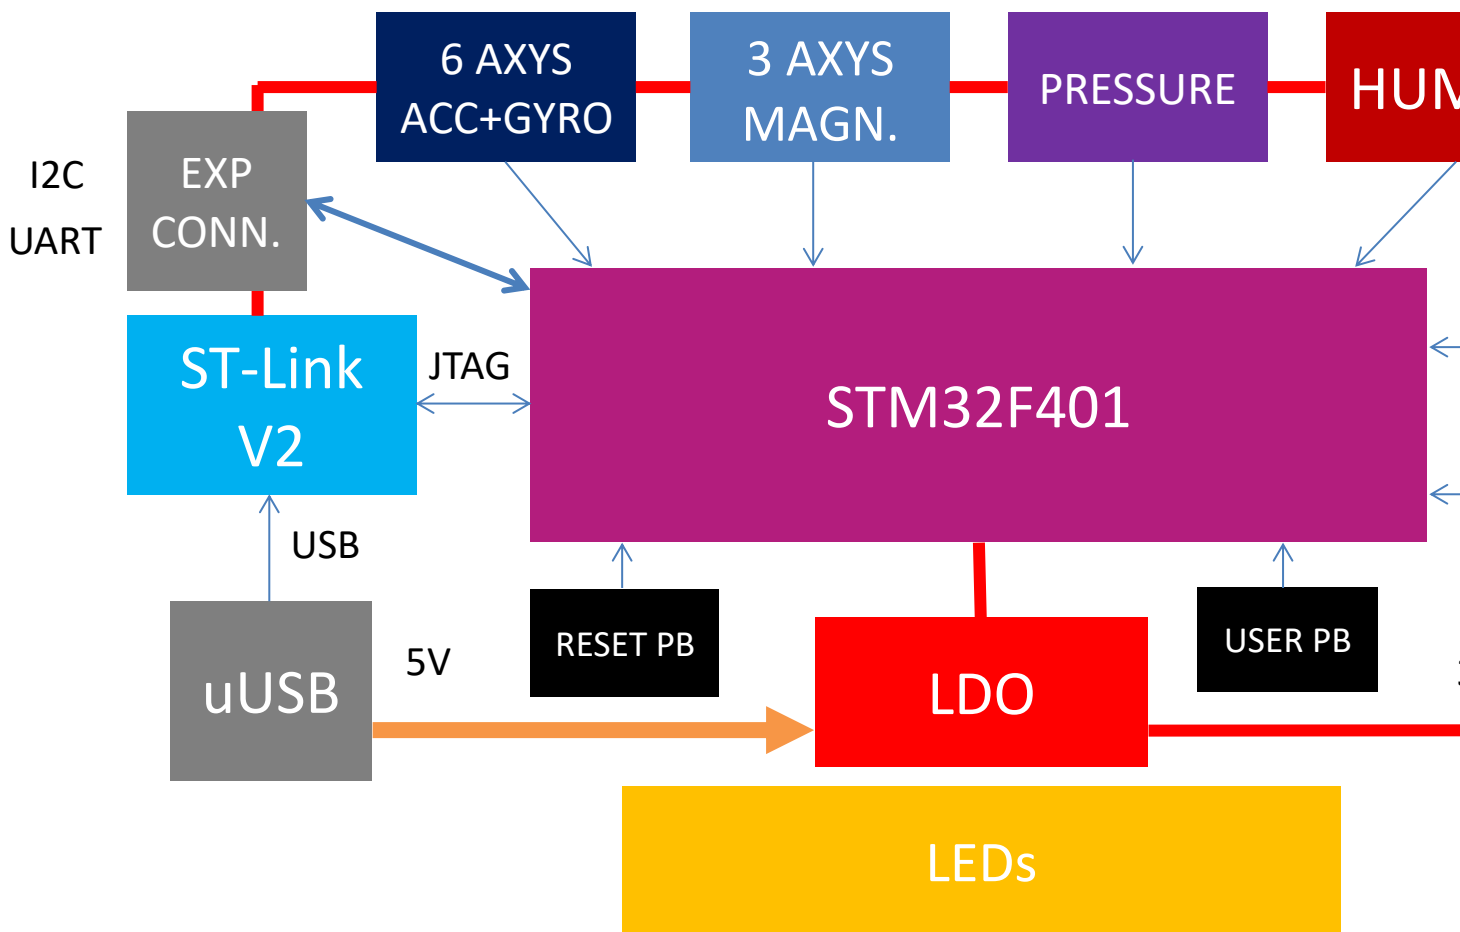 6 AXYS
ACC+GYRO
3 AXYS
MAGN.
PRESSURE
HUM
I2C
UART
EXP
CONN.
ST-Link
V2
JTAG
STM32F401
USB
uUSB
5V
RESET PB
LDO
USER PB
LEDs